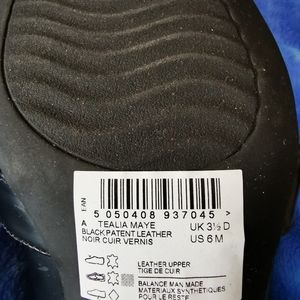 EAN
5 050408 937045 >
A TEALIA MAYE UK 3½ D
BLACK PATENT LEATHER
NOIR CUIR VERNIS US 6 M
LEATHER UPPER
TIGE DE CUIR
BALANCE MAN MADE
MATERIAUX SYNTHETIQUES
POUR LE RESTE